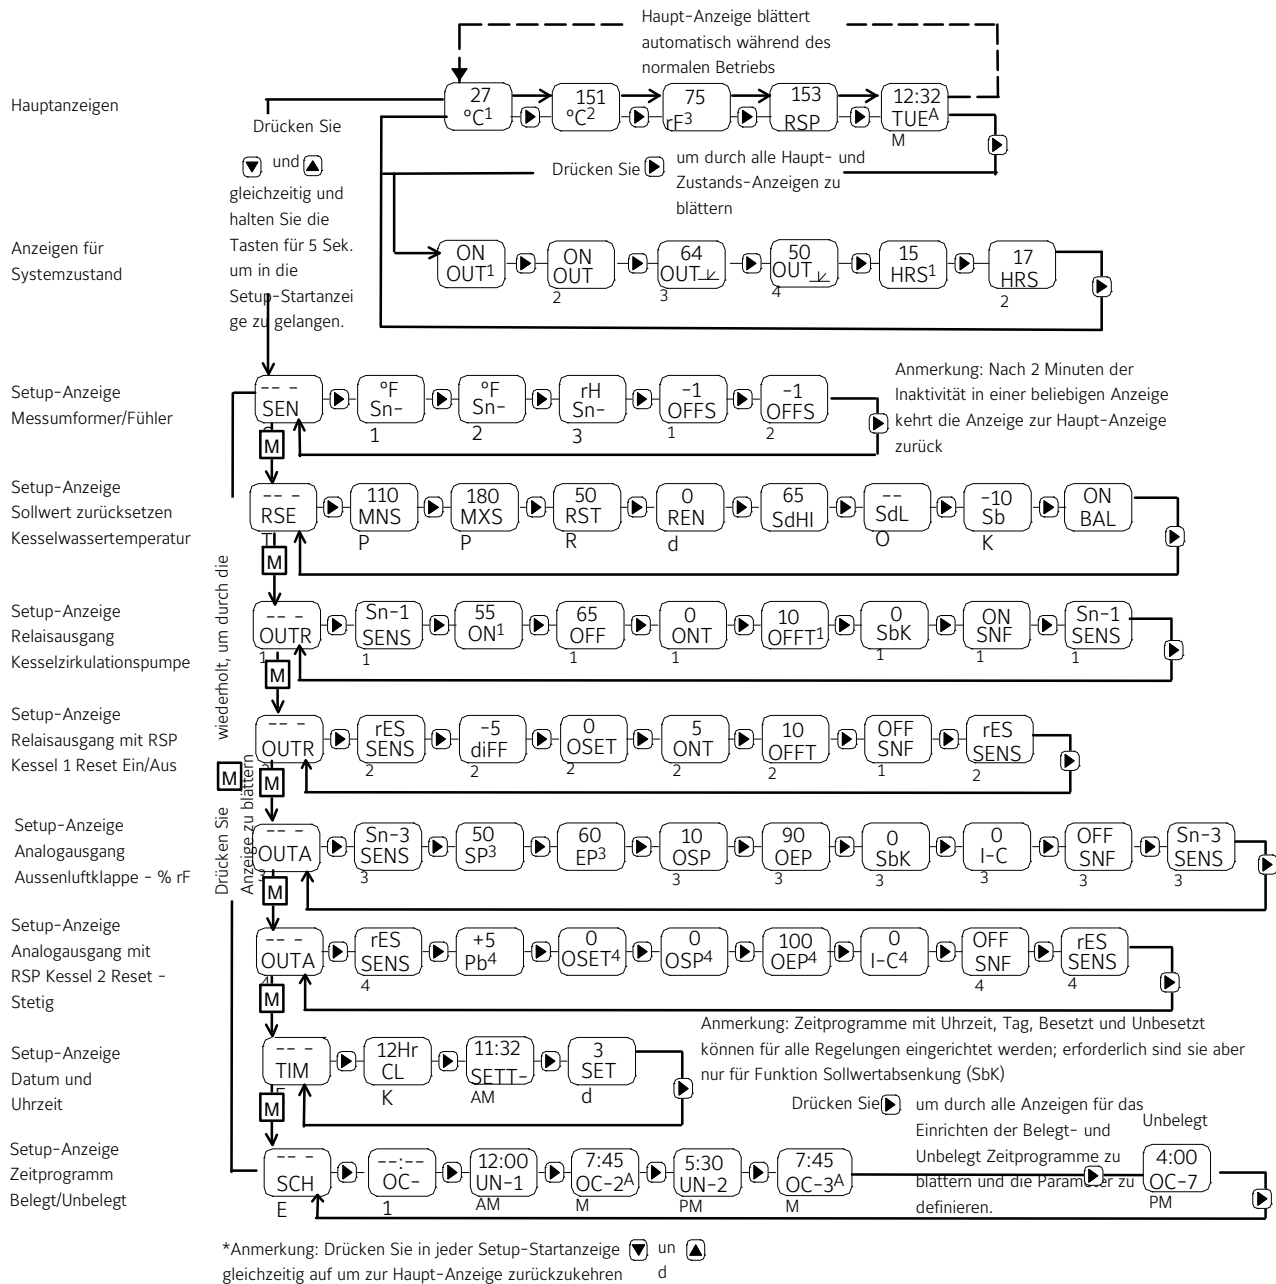 Haupt-Anzeige blättert
automatisch während des
normalen Betriebs
Hauptanzeigen
27
°C1
151
°C2
75
rF3
153
RSP
12:32
TUEA
M
Drücken Sie
und
gleichzeitig und
halten Sie die
Tasten für 5 Sek.
um in die
Setup-Startanzei
ge zu gelangen.
Drücken Sie
um durch alle Haupt- und
Zustands-Anzeigen zu
blättern
Anzeigen für
Systemzustand
ON
OUT1
ON
OUT
2
64
OUT
3
50
OUT
4
15
HRS1
17
HRS
2
Setup-Anzeige
Messumformer/Fühler
-- -
SEN
°F
Sn-
1
°F
Sn-
2
rH
Sn-
3
-1
OFFS
1
-1
OFFS
2
Anmerkung: Nach 2 Minuten der
Inaktivität in einer beliebigen Anzeige
kehrt die Anzeige zur Haupt-Anzeige
zurück
M
Setup-Anzeige
Sollwert zurücksetzen
Kesselwassertemperatur
-- -
RSE
T
110
MNS
P
180
MXS
P
50
RST
R
0
REN
d
65
SdHI
--
SdL
O
-10
Sb
K
ON
BAL
M
Setup-Anzeige
Relaisausgang
Kesselzirkulationspumpe
-- -
OUTR
1
Sn-1
SENS
1
55
ON1
65
OFF
1
0
ONT
1
10
OFFT1
0
SbK
1
ON
SNF
1
Sn-1
SENS
1
M
Setup-Anzeige
Relaisausgang mit RSP
Kessel 1 Reset Ein/Aus
-- -
OUTR
rES
SENS
2
-5
diFF
2
0
OSET
2
5
ONT
2
10
OFFT
2
OFF
SNF
1
rES
SENS
2
M
Drücken Sie
M
wiederholt, um durch die
Anzeige zu blättern
Setup-Anzeige
Analogausgang
Aussenluftklappe - % rF
-- -
OUTA
3
Sn-3
SENS
3
50
SP3
60
EP3
10
OSP
3
90
OEP
3
0
SbK
3
0
I-C
3
OFF
SNF
3
Sn-3
SENS
3
M
Setup-Anzeige
Analogausgang mit
RSP Kessel 2 Reset -
Stetig
-- -
OUTA
4
rES
SENS
4
+5
Pb4
0
OSET4
0
OSP4
100
OEP4
0
I-C4
OFF
SNF
4
rES
SENS
4
M
Anmerkung: Zeitprogramme mit Uhrzeit, Tag, Besetzt und Unbesetzt
können für alle Regelungen eingerichtet werden; erforderlich sind sie aber
nur für Funktion Sollwertabsenkung (SbK)
Setup-Anzeige
Datum und
Uhrzeit
-- -
TIM
12Hr
CL
K
11:32
SETT-
AM
3
SET
d
M
Drücken Sie
um durch alle Anzeigen für das
Einrichten der Belegt- und
Unbelegt Zeitprogramme zu
blättern und die Parameter zu
definieren.
Unbelegt
Setup-Anzeige
Zeitprogramm
Belegt/Unbelegt
-- -
SCH
E
--:--
OC-
1
12:00
UN-1
AM
7:45
OC-2A
M
5:30
UN-2
PM
7:45
OC-3A
M
4:00
OC-7
PM
*Anmerkung: Drücken Sie in jeder Setup-Startanzeige
un
d
gleichzeitig auf um zur Haupt-Anzeige zurückzukehren